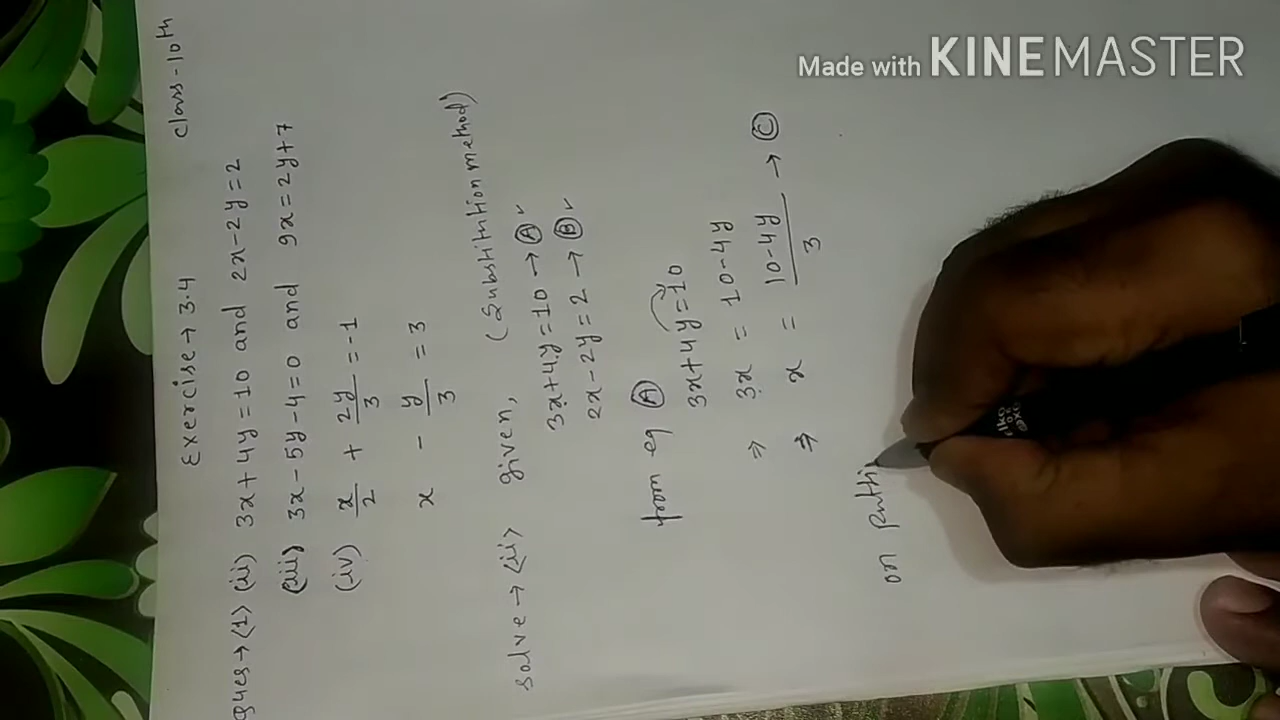 Made with KINEMASTER
Exercise → 3.4 Class-10th
ques → <1> (ii) 3x + 4y = 10 and 2x - 2y = 2
(iii) 3x - 5y - 4 = 0 and 9x = 2y + 7
(iv) x/2 + 2y/3 = -1
x - y/3 = 3
solve → <ii> given, (Substitution method)
3x + 4y = 10 → Ⓐ ✓
2x - 2y = 2 → Ⓑ ✓
from eq Ⓐ
3x + 4y = 10
⇒ 3x = 10 - 4y
⇒ x = 10-4y/3 → Ⓒ
on putti